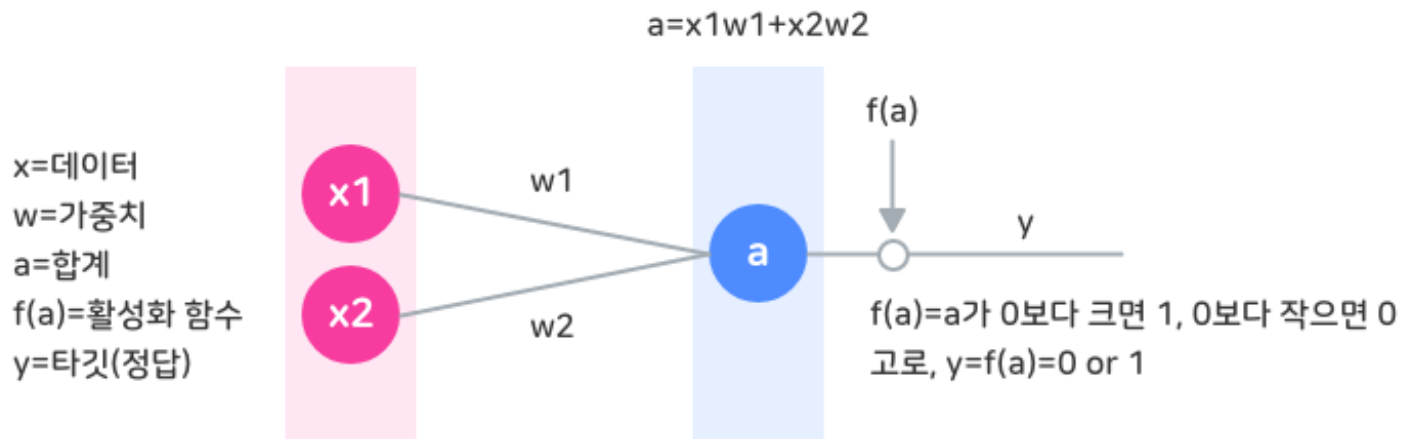 a=x1w1+x2w2
f(a)
x=데이터
w=가중치
a=합계
f(a)=활성화 함수
y=타깃(정답)
x1
x2
w1
w2
a
y
f(a)=a가 0보다 크면 1, 0보다 작으면 0
고로, y=f(a)=0 or 1